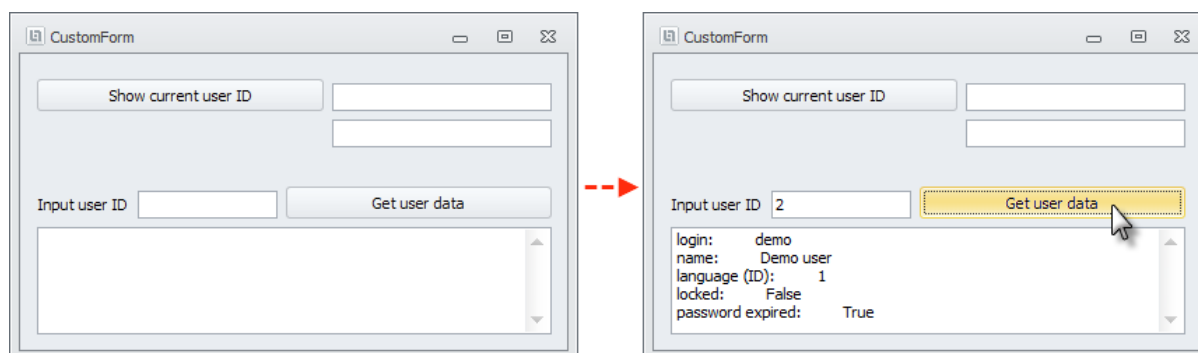 CustomForm
Show current user ID
Input user ID Get user data
CustomForm
Show current user ID
Input user ID 2 Get user data
login: demo
name: Demo user
language (ID): 1
locked: False
password expired: True